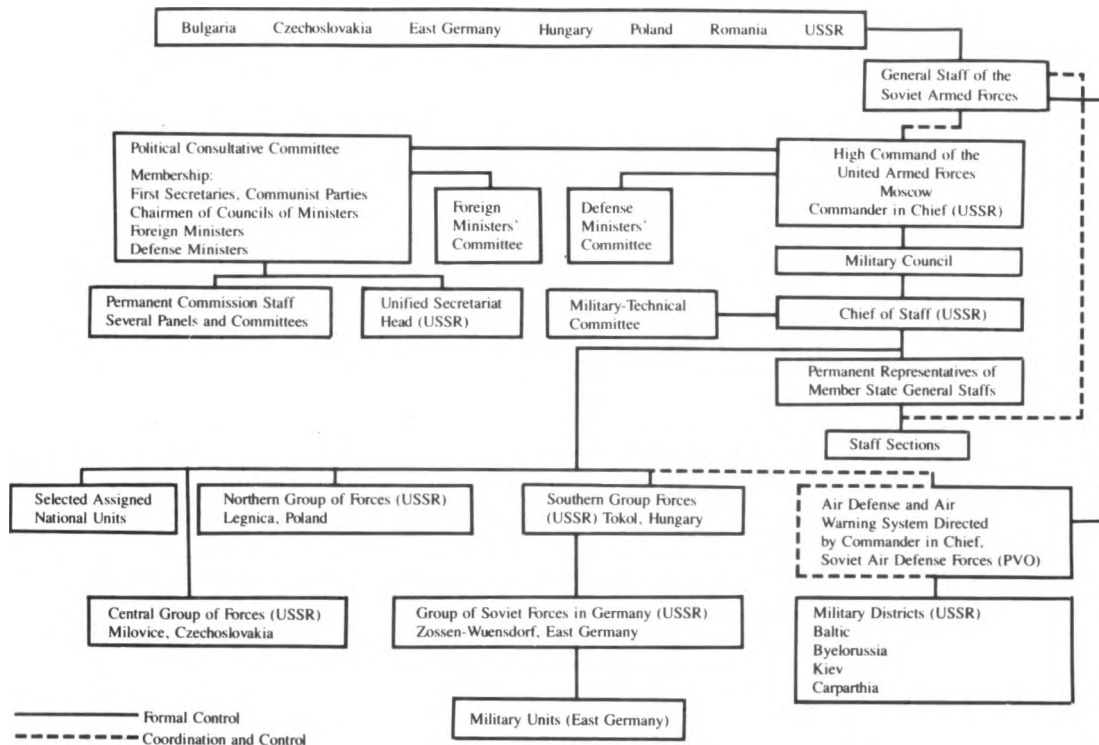 Bulgaria Czechoslovakia East Germany Hungary Poland Romania USSR
General Staff of the
Soviet Armed Forces
Political Consultative Committee
Membership:
First Secretaries, Communist Parties
Chairmen of Councils of Ministers
Foreign Ministers
Defense Ministers
Foreign
Ministers'
Committee
Defense
Ministers'
Committee
High Command of the
United Armed Forces
Moscow
Commander in Chief (USSR)
Military Council
Permanent Commission Staff
Several Panels and Committees
Unified Secretariat
Head (USSR)
Military-Technical
Committee
Chief of Staff (USSR)
Permanent Representatives of
Member State General Staffs
Staff Sections
Selected Assigned
National Units
Northern Group of Forces (USSR)
Legnica, Poland
Southern Group Forces
(USSR) Tokol, Hungary
Air Defense and Air
Warning System Directed
by Commander in Chief,
Soviet Air Defense Forces (PVO)
Central Group of Forces (USSR)
Milovice, Czechoslovakia
Group of Soviet Forces in Germany (USSR)
Zossen-Wuensdorf, East Germany
Military Districts (USSR)
Baltic
Byelorussia
Kiev
Carparthia
Military Units (East Germany)
Formal Control
Coordination and Control